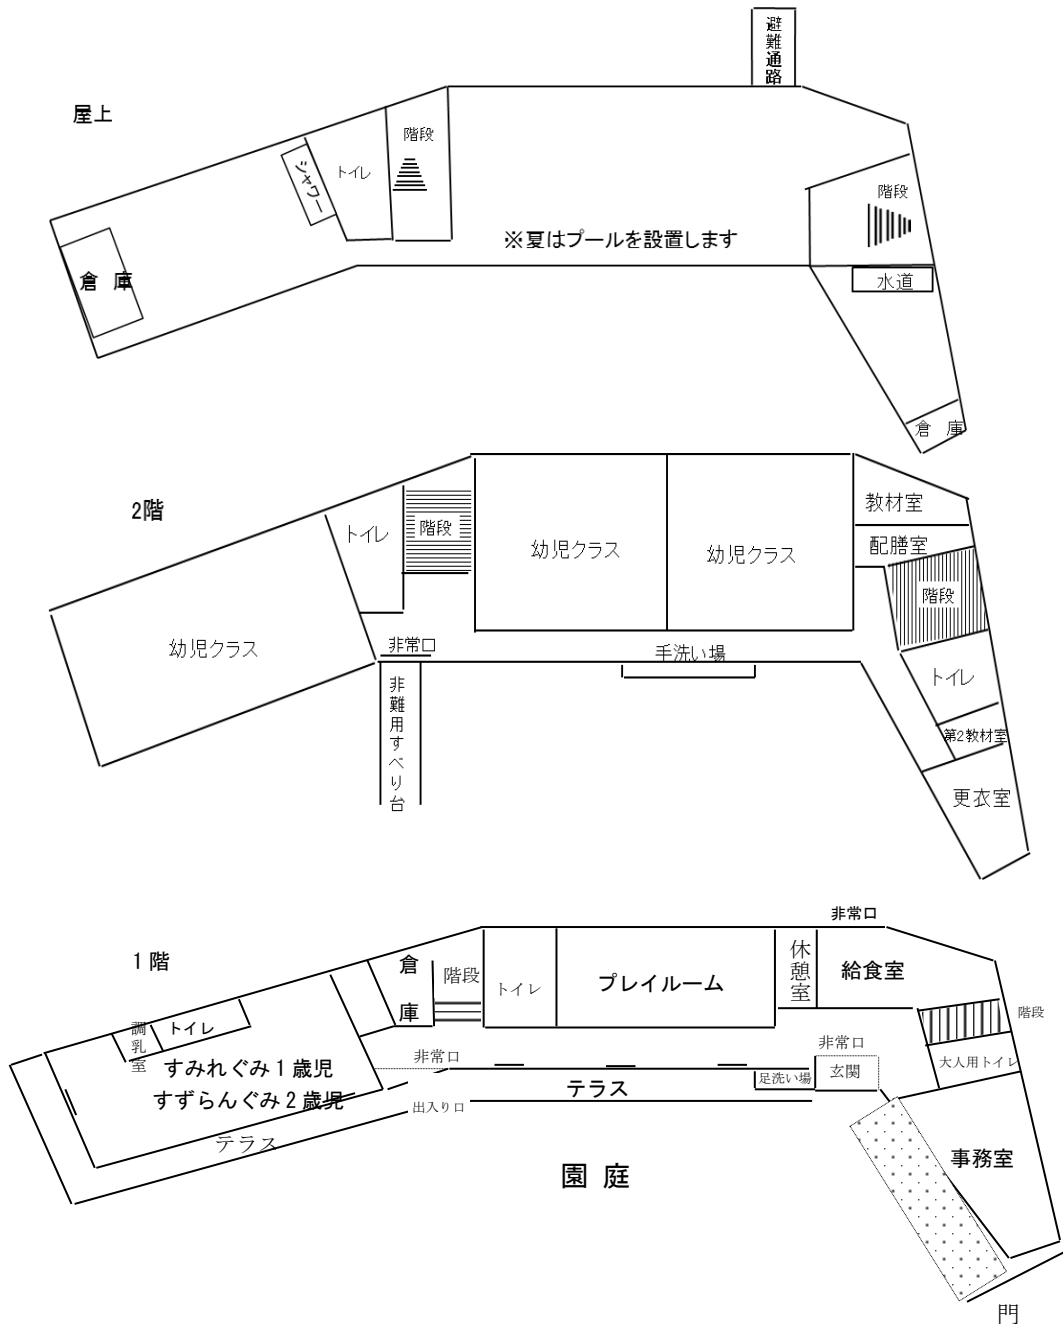 避難通路
屋上
階段
トイレ
シャワー
階段
※夏はプールを設置します
倉 庫
水道
倉 庫
2階
教材室
トイレ
階段
幼児クラス
幼児クラス
配膳室
階段
幼児クラス
非常口
手洗い場
トイレ
非難用すべり台
第2教材室
更衣室
非常口
1階
倉庫
階段
トイレ
プレイルーム
休憩室
給食室
階段
調乳室
トイレ
非常口
非常口
大人用トイレ
すみれぐみ1歳児
すずらんぐみ2歳児
テラス
足洗い場
玄関
出入り口
テラス
園 庭
事務室
門